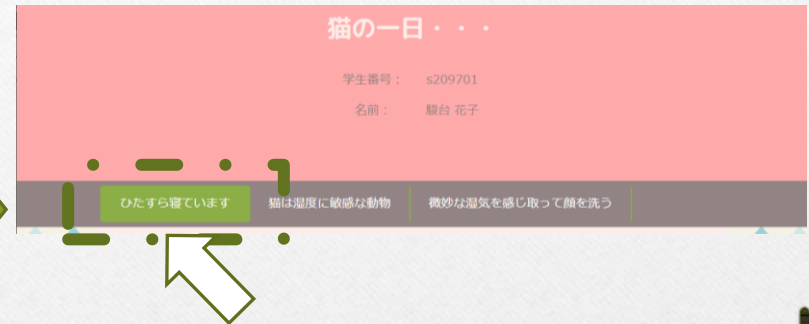 猫の一日・・・
学生番号： s209701
名前： 駿台 花子
ひたすら寝ています 猫は湿度に敏感な動物 微妙な湿気を感じ取って顔を洗う